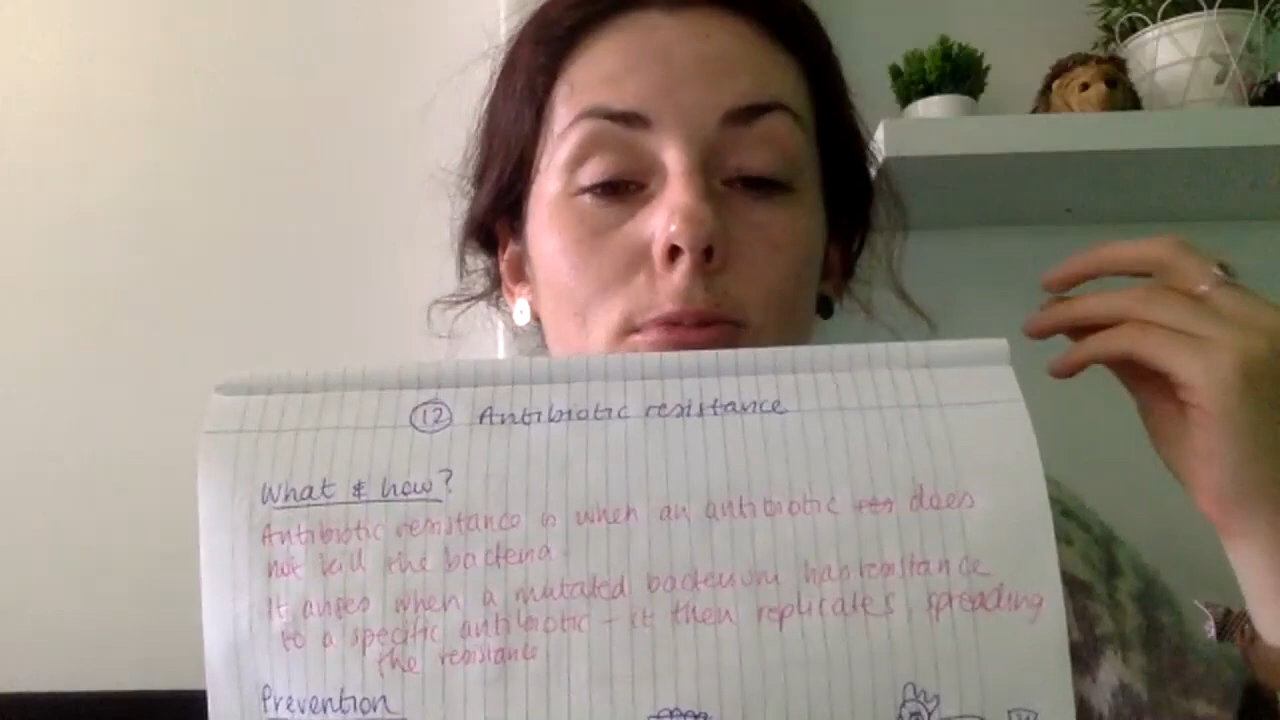 12 Antibiotic resistance
What & how?
Antibiotic resistance is when an antibiotic does
not kill the bacteria.
It arises when a mutated bacterium has resistance
to a specific antibiotic - it then replicates, spreading
the resistance
Prevention